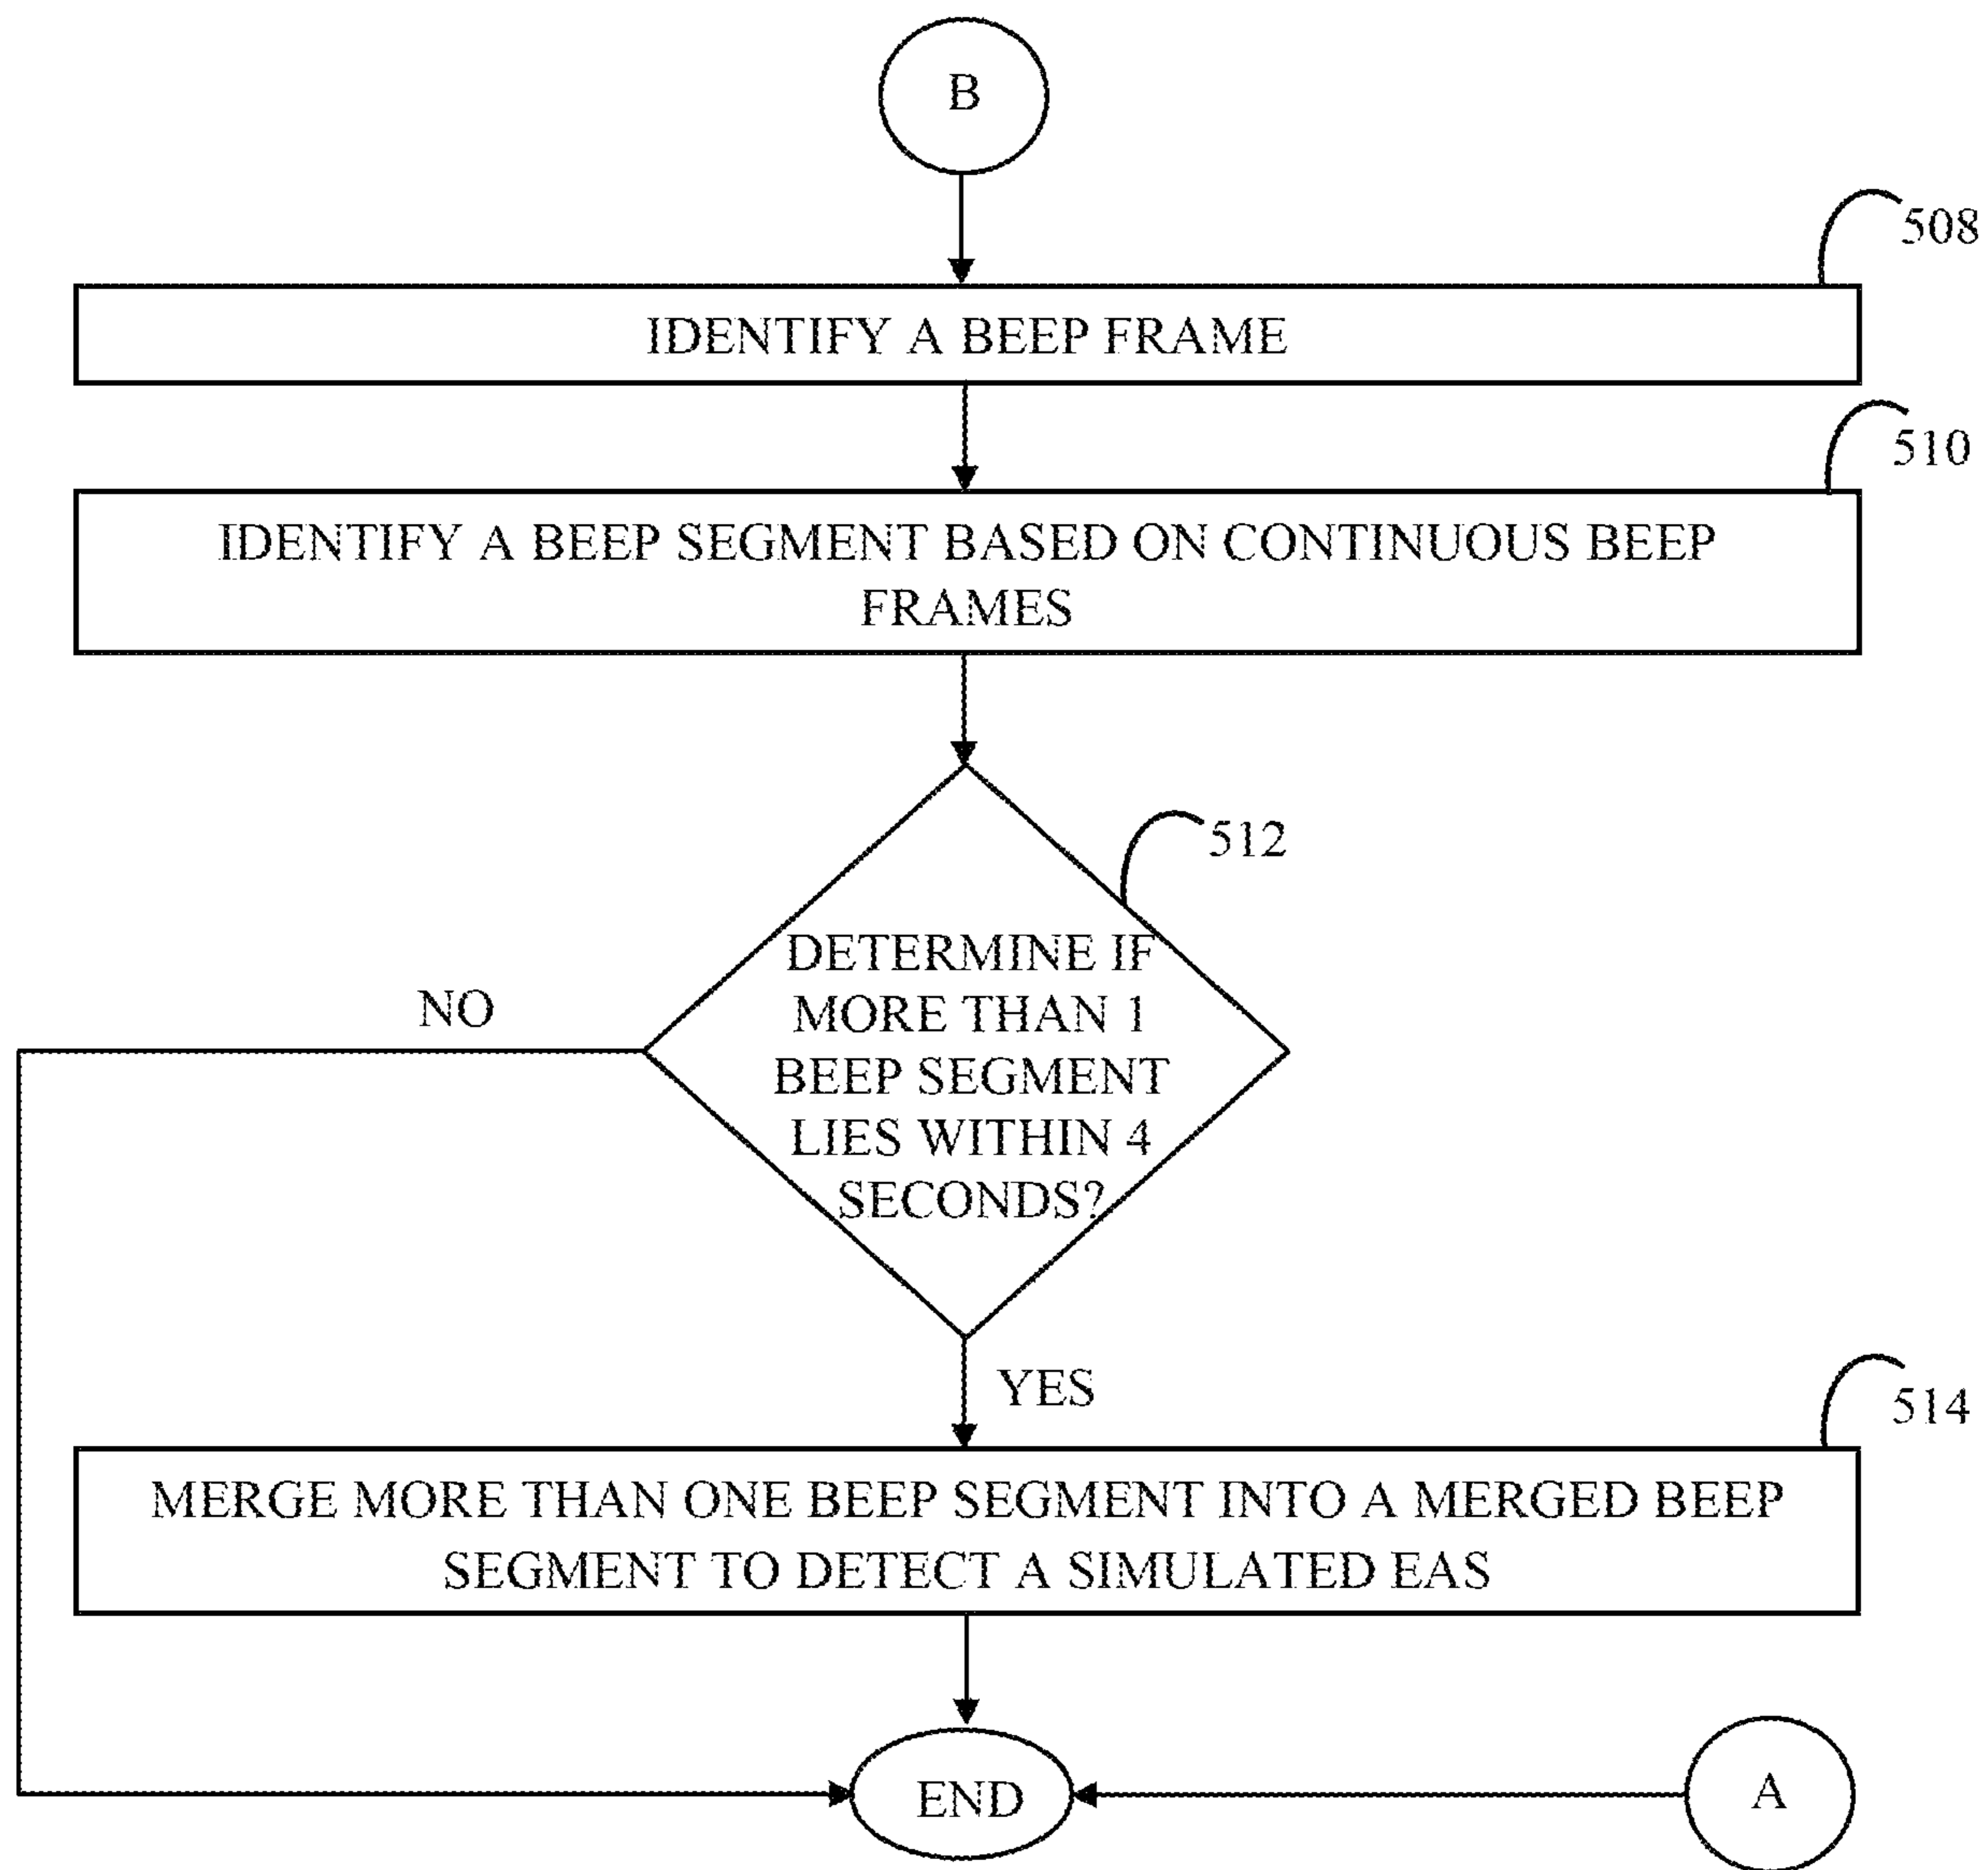 B
508
IDENTIFY A BEEP FRAME
510
IDENTIFY A BEEP SEGMENT BASED ON CONTINUOUS BEEP
FRAMES
512
DETERMINE IF
MORE THAN 1
BEEP SEGMENT
LIES WITHIN 4
SECONDS?
NO
YES
514
MERGE MORE THAN ONE BEEP SEGMENT INTO A MERGED BEEP
SEGMENT TO DETECT A SIMULATED EAS
END
A